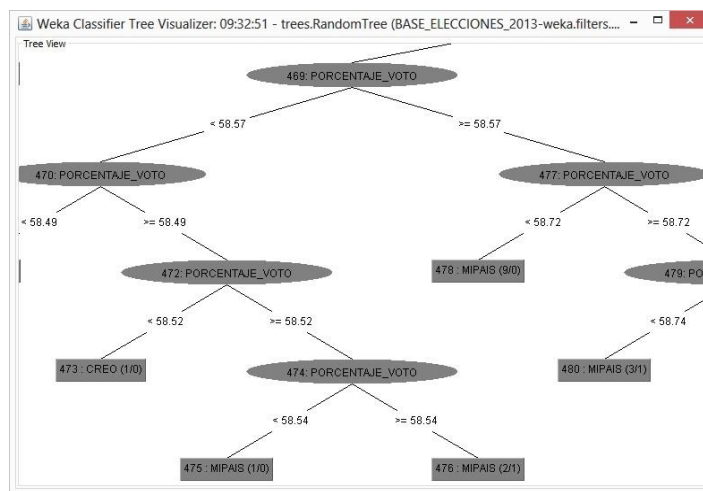 Weka Classifier Tree Visualizer: 09:32:51 - trees.RandomTree (BASE_ELECCIONES_2013-weka.filters....
Tree View
469: PORCENTAJE_VOTO
< 58.57
>= 58.57
470: PORCENTAJE_VOTO
477: PORCENTAJE_VOTO
< 58.49
>= 58.49
< 58.72
>= 58.72
472: PORCENTAJE_VOTO
478 : MIPAIS (9/0)
479: PO
< 58.52
>= 58.52
< 58.74
473 : CREO (1/0)
474: PORCENTAJE_VOTO
480 : MIPAIS (3/1)
< 58.54
>= 58.54
475 : MIPAIS (1/0)
476 : MIPAIS (2/1)